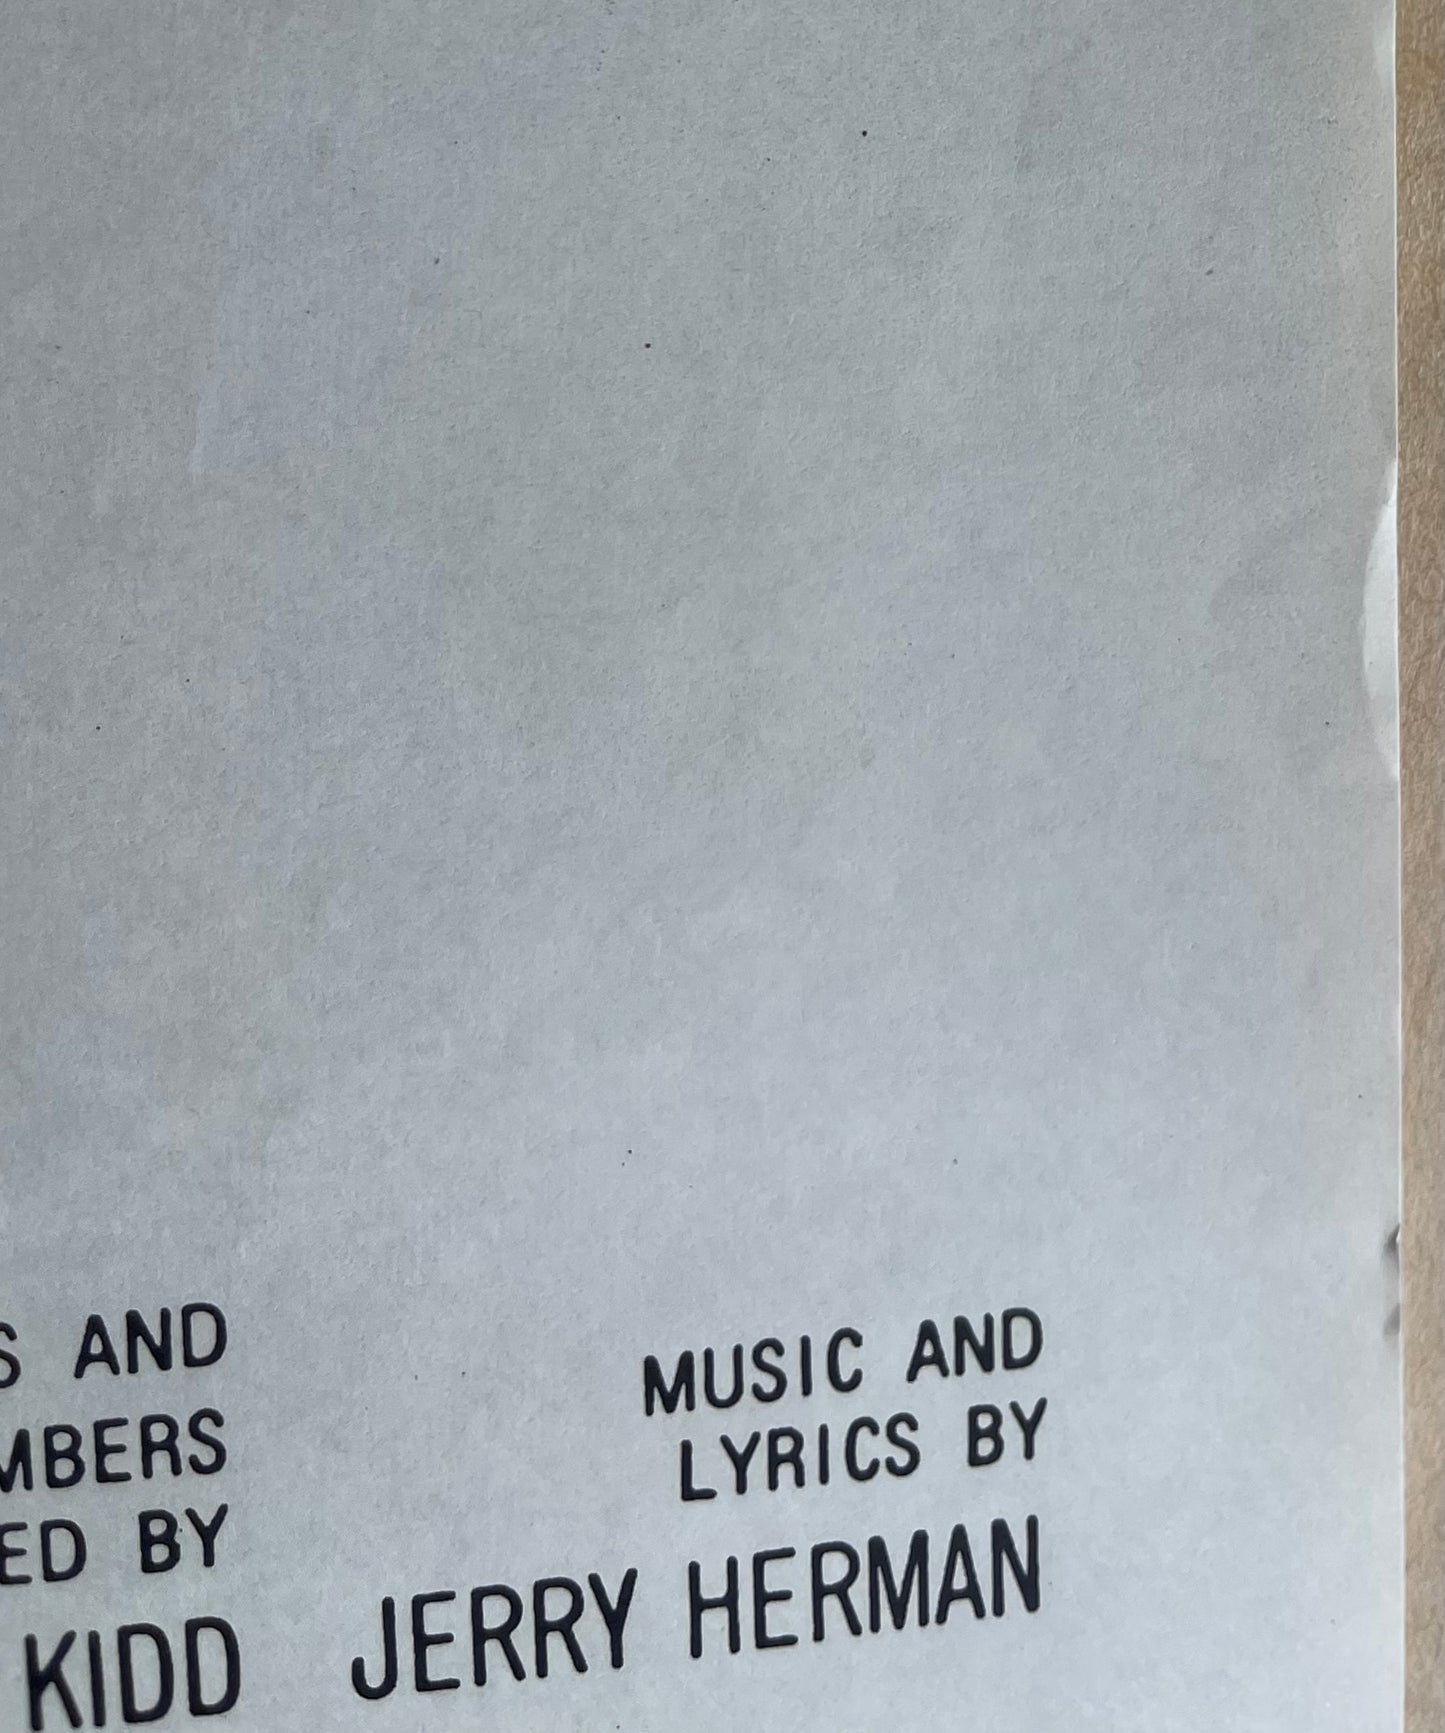 S AND
MBERS
ED BY
KIDD
MUSIC AND
LYRICS BY
JERRY HERMAN